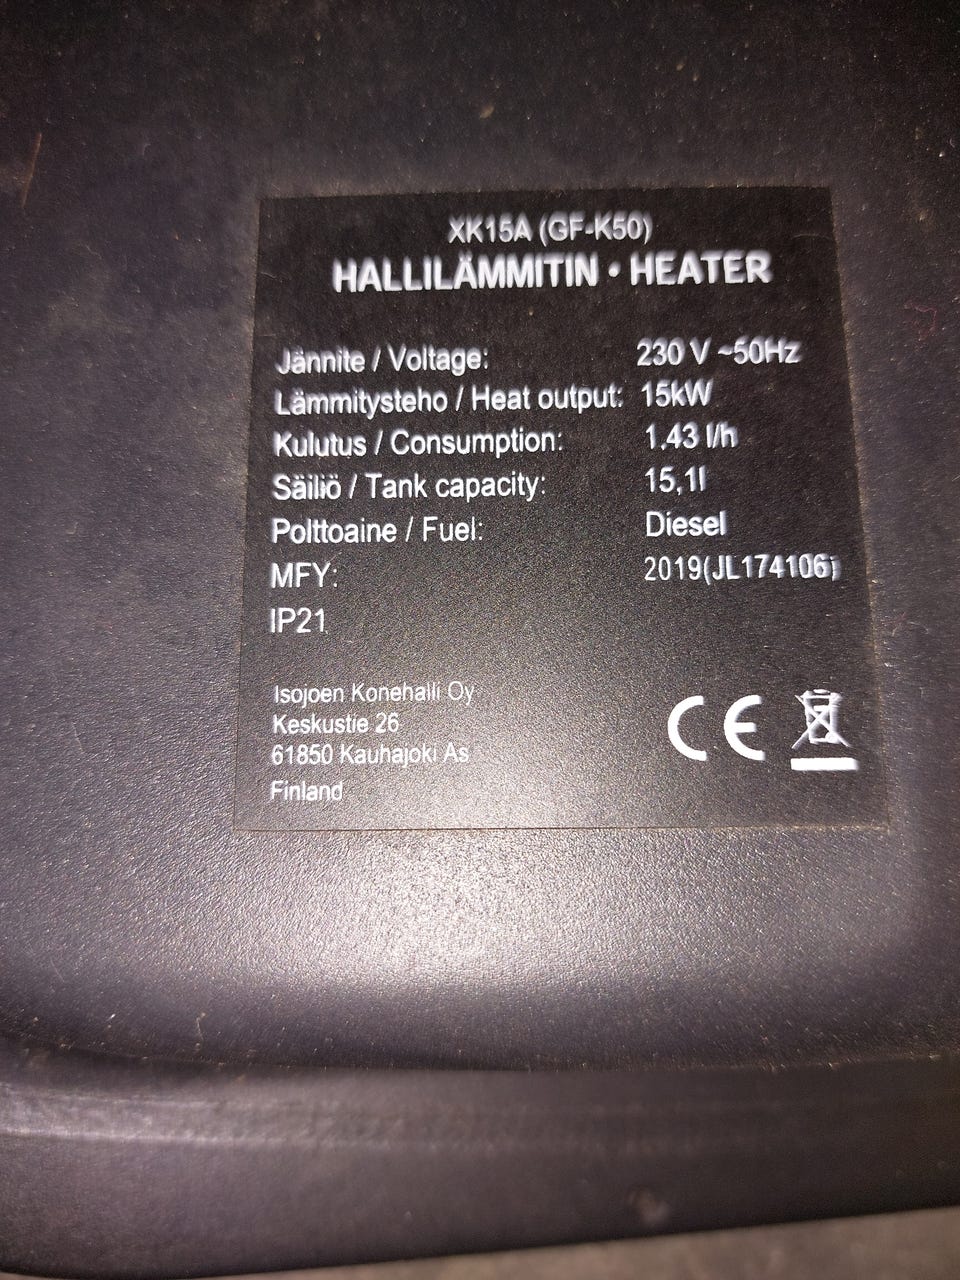 XK15A (GF-K50)
HALLILÄMMITIN • HEATER
Jännite / Voltage: 230 V ~50Hz
Lämmitysteho / Heat output: 15kW
Kulutus / Consumption: 1,43 l/h
Säiliö / Tank capacity: 15,1l
Polttoaine / Fuel: Diesel
MFY: 2019(JL174106)
IP21
Isojoen Konehalli Oy
Keskustie 26
61850 Kauhajoki As
Finland
CE